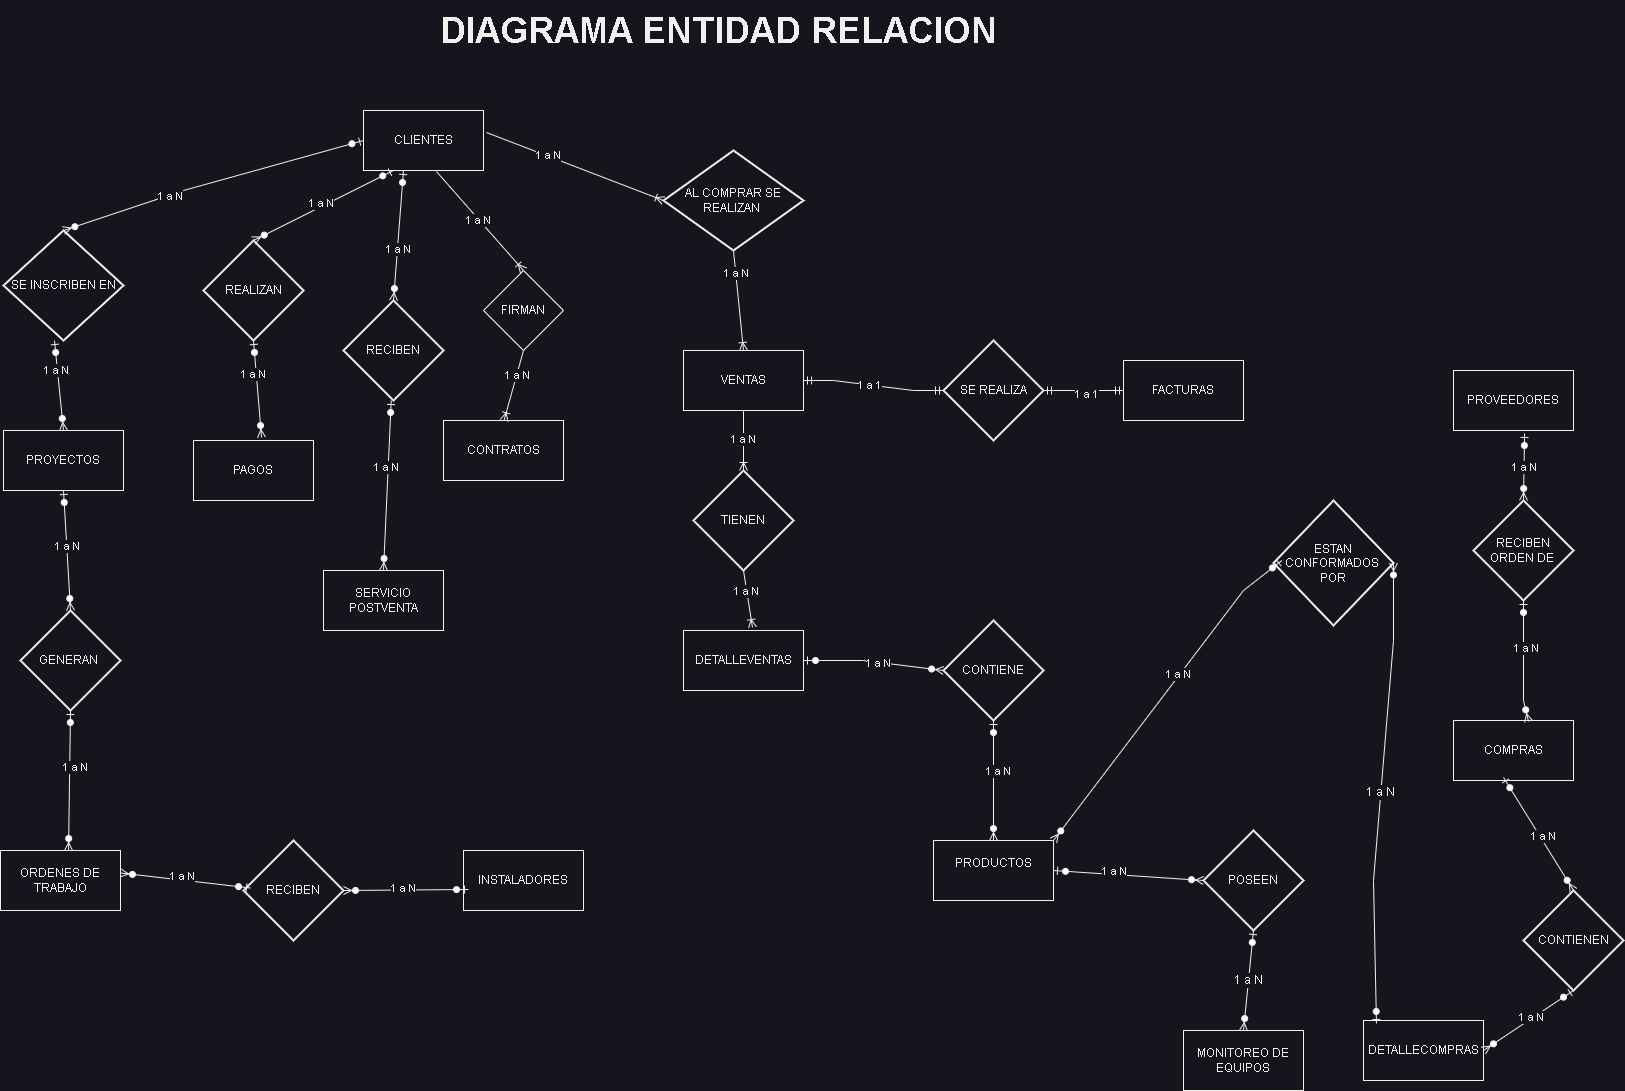 DIAGRAMA ENTIDAD RELACION
CLIENTES
1 a N
1 a N
1 a N
1 a N
1 a N
AL COMPRAR SE
REALIZAN
SE INSCRIBEN EN
REALIZAN
RECIBEN
FIRMAN
1 a N
1 a N
1 a N
1 a N
VENTAS
1 a 1
SE REALIZA
1 a 1
FACTURAS
PROVEEDORES
PROYECTOS
PAGOS
1 a N
CONTRATOS
1 a N
1 a N
1 a N
TIENEN
ESTAN
CONFORMADOS
POR
RECIBEN
ORDEN DE
SERVICIO
POSTVENTA
1 a N
GENERAN
DETALLEVENTAS
1 a N
CONTIENE
1 a N
1 a N
1 a N
1 a N
1 a N
COMPRAS
ORDENES DE
TRABAJO
1 a N
RECIBEN
1 a N
INSTALADORES
PRODUCTOS
1 a N
POSEEN
1 a N
CONTIENEN
1 a N
1 a N
MONITOREO DE
EQUIPOS
DETALLECOMPRAS